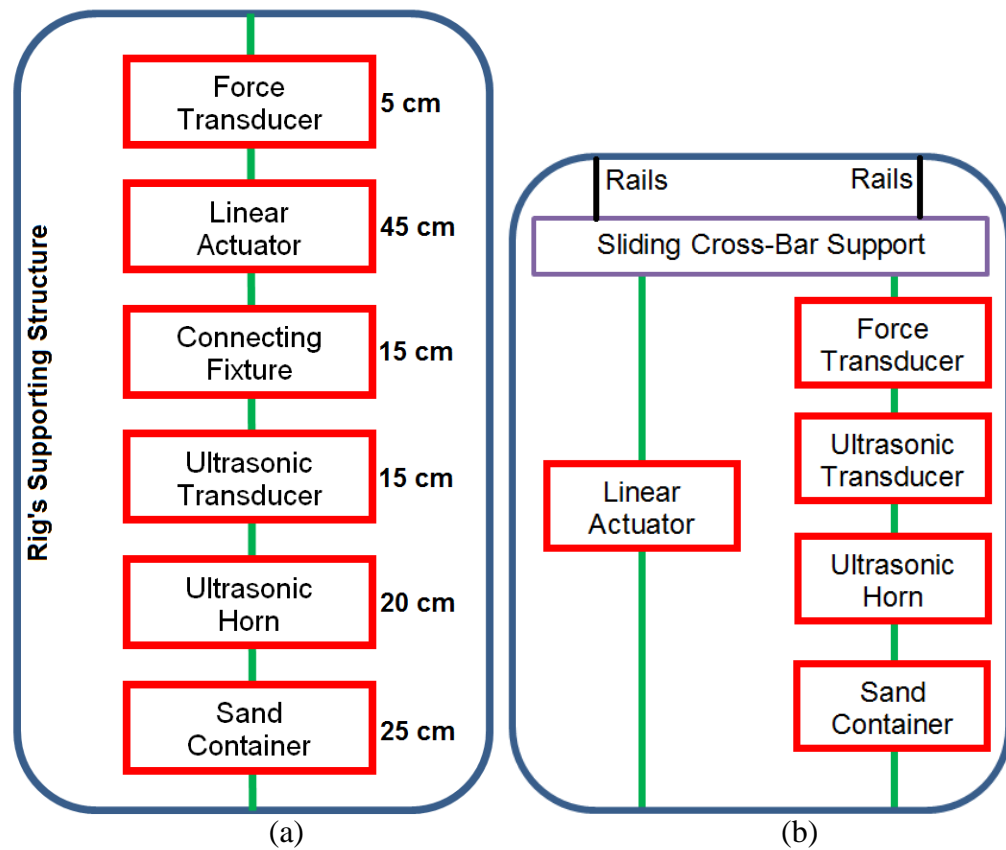 Rig's Supporting Structure
Force
Transducer
5 cm
Linear
Actuator
45 cm
Connecting
Fixture
15 cm
Ultrasonic
Transducer
15 cm
Ultrasonic
Horn
20 cm
Sand
Container
25 cm
(a)
Rails
Rails
Sliding Cross-Bar Support
Linear
Actuator
Force
Transducer
Ultrasonic
Transducer
Ultrasonic
Horn
Sand
Container
(b)